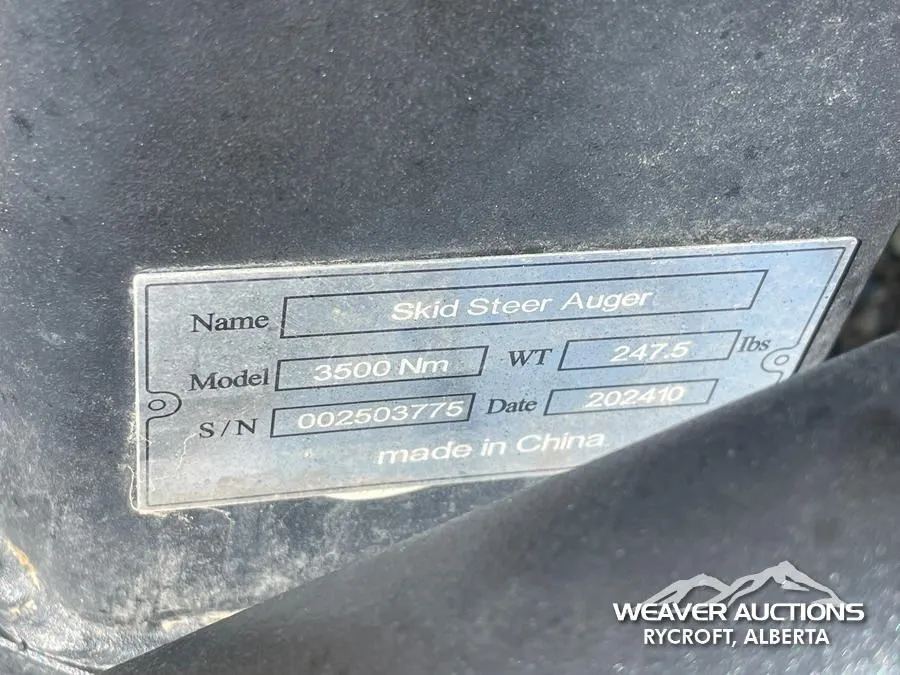 Name Skid Steer Auger
Model 3500 Nm WT 247.5 Ibs
S/N 002503775 Date 202410
made in China
WEAVER AUCTIONS
RYCROFT, ALBERTA